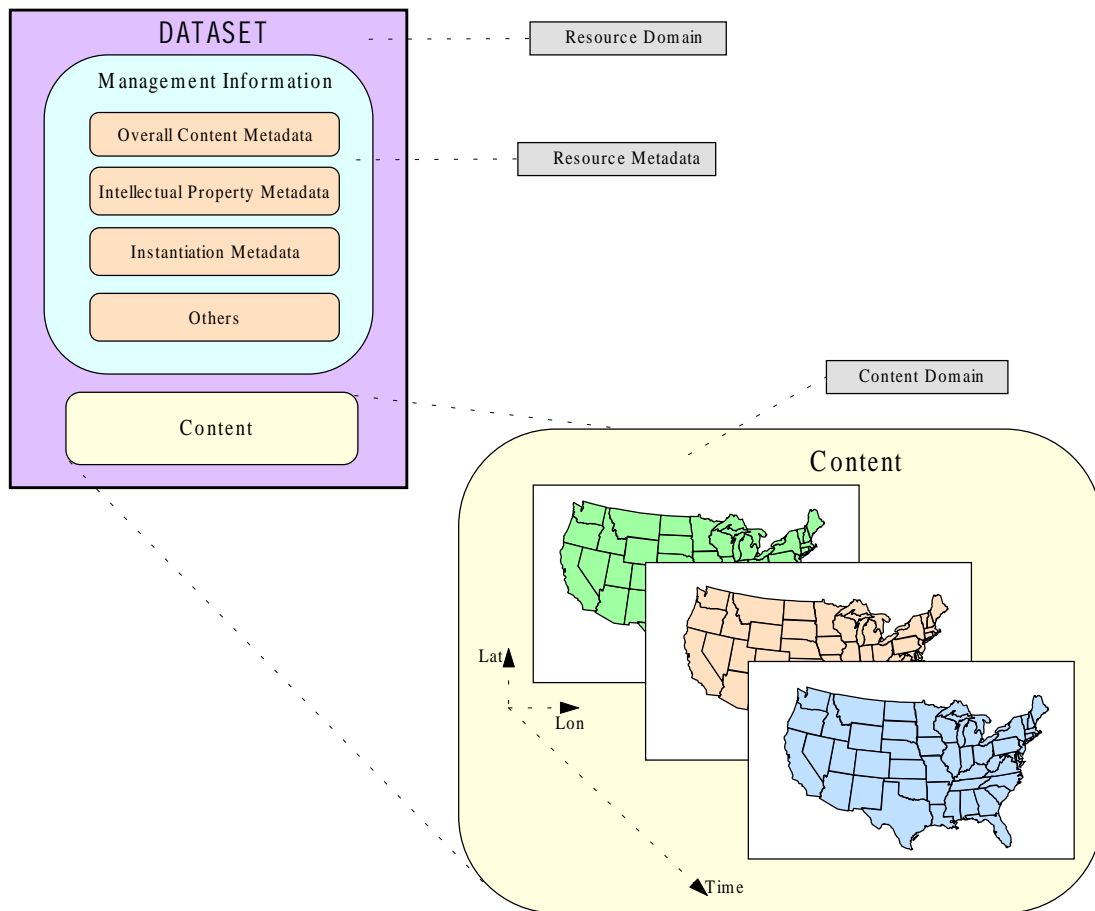 DATASET
Resource Domain
Management Information
Overall Content Metadata
Resource Metadata
Intellectual Property Metadata
Instantiation Metadata
Others
Content Domain
Content
Content
Lat
Lon
Time